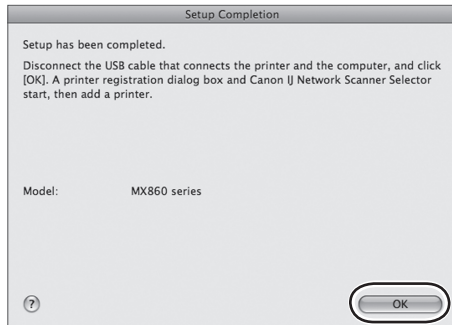 Setup Completion
Setup has been completed.
Disconnect the USB cable that connects the printer and the computer, and click
[OK]. A printer registration dialog box and Canon IJ Network Scanner Selector
start, then add a printer.
Model: MX860 series
?
OK